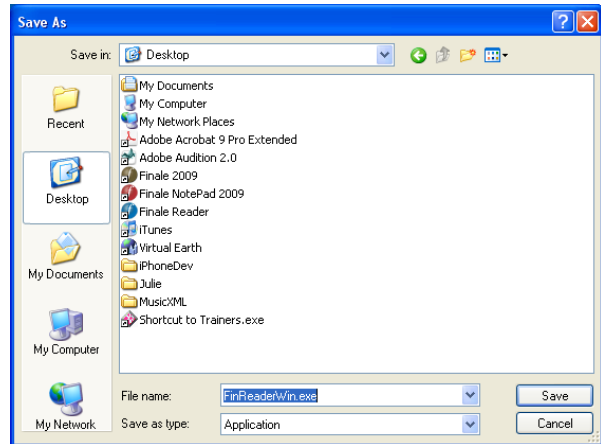 Save As
Save in: Desktop
My Documents
My Computer
My Network Places
Adobe Acrobat 9 Pro Extended
Adobe Audition 2.0
Finale 2009
Finale NotePad 2009
Finale Reader
iTunes
Virtual Earth
iPhoneDev
Julie
MusicXML
Shortcut to Trainers.exe
Recent
Desktop
My Documents
My Computer
My Network
File name: FinReaderWin.exe Save
Save as type: Application Cancel